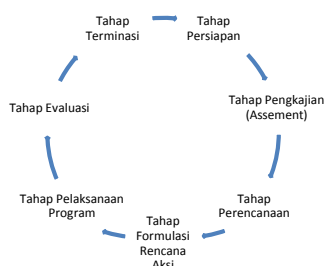 Tahap
Persiapan
Tahap Pengkajian
(Assement)
Tahap
Perencanaan
Tahap
Formulasi
Rencana
Aksi
Tahap Pelaksanaan
Program
Tahap Evaluasi
Tahap
Terminasi